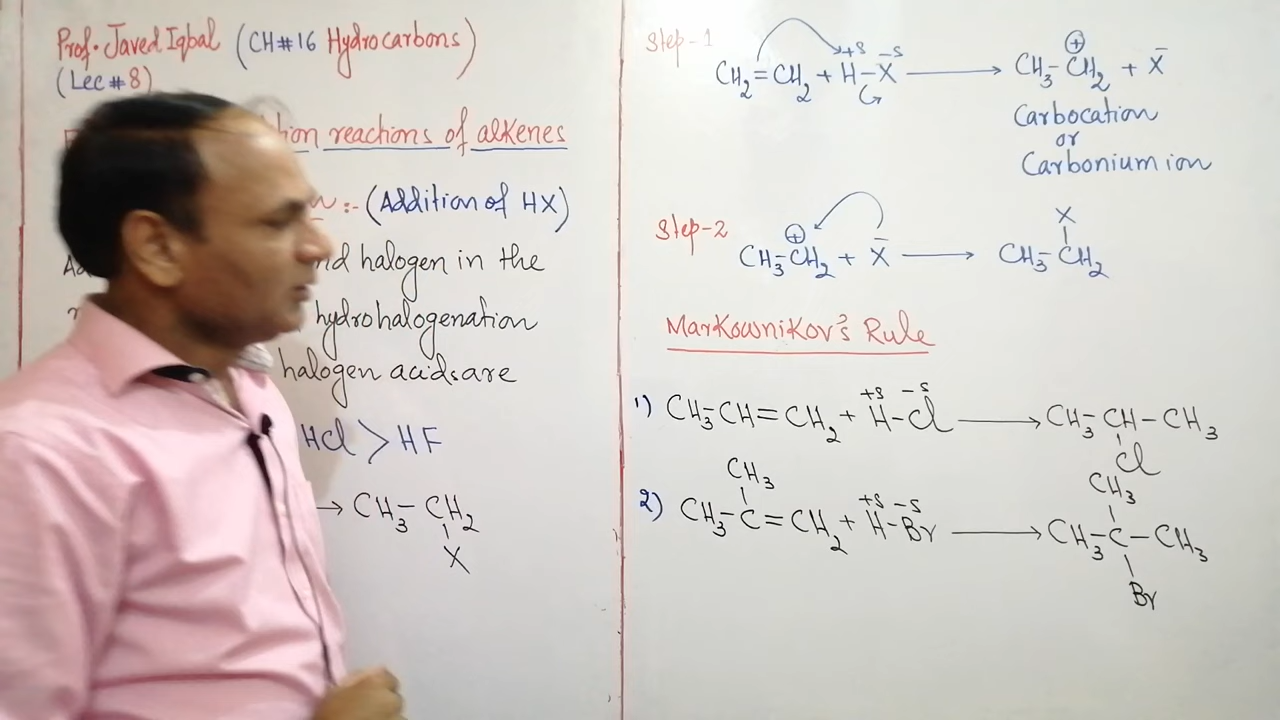 Prof. Javed Iqbal (CH#16 Hydrocarbons)
(Lec#8)
reactions of alkenes
:- (Addition of HX)
halogen in the
hydrohalogenation
halogen acids are
HCl > HF
→ CH₃-CH₂
X
Step-1
+δ -δ
CH₂=CH₂ + H-X → CH₃-CH₂⊕ + X̄
Carbocation
or
Carbonium ion
Step-2
X
CH₃-CH₂⊕ + X̄ → CH₃-CH₂
Markownikov's Rule
+δ -δ
1) CH₃-CH=CH₂ + H-Cl → CH₃-CH-CH₃
Cl
CH₃ CH₃
+δ -δ
2) CH₃-C=CH₂ + H-Br → CH₃-C-CH₃
Br